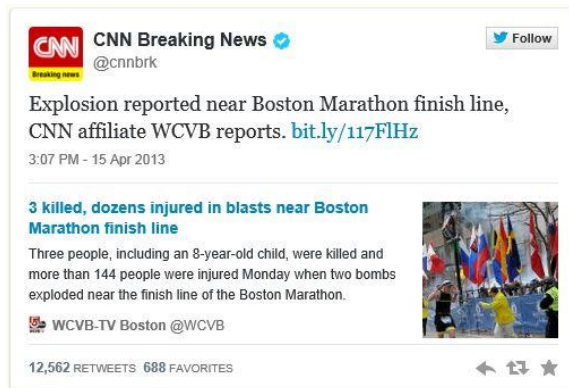 CNN
Breaking news
CNN Breaking News
@cnnbrk
Follow
Explosion reported near Boston Marathon finish line,
CNN affiliate WCVB reports. bit.ly/117FlHz
3:07 PM - 15 Apr 2013
3 killed, dozens injured in blasts near Boston
Marathon finish line
Three people, including an 8-year-old child, were killed and
more than 144 people were injured Monday when two bombs
exploded near the finish line of the Boston Marathon.
WCVB-TV Boston @WCVB
12,562 RETWEETS 688 FAVORITES